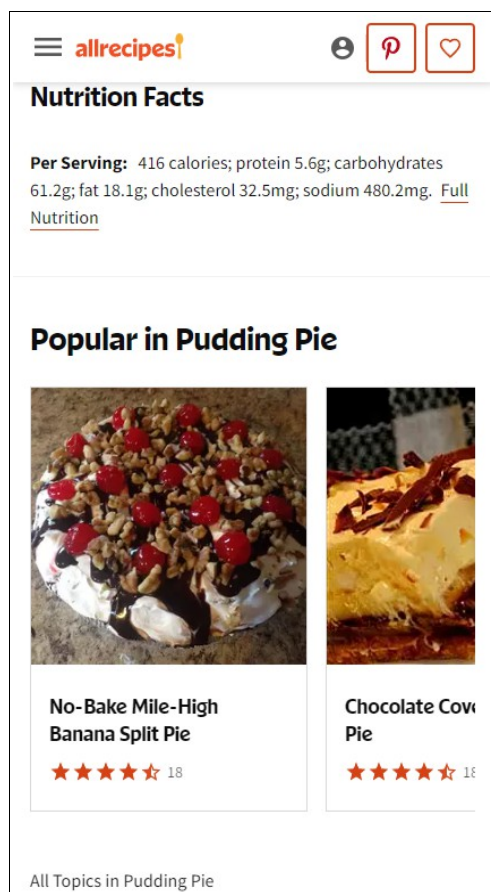 allrecipes
Nutrition Facts
Per Serving: 416 calories; protein 5.6g; carbohydrates
61.2g; fat 18.1g; cholesterol 32.5mg; sodium 480.2mg. Full
Nutrition
Popular in Pudding Pie
No-Bake Mile-High
Banana Split Pie
18
Chocolate
Pie
All Topics in Pudding Pie